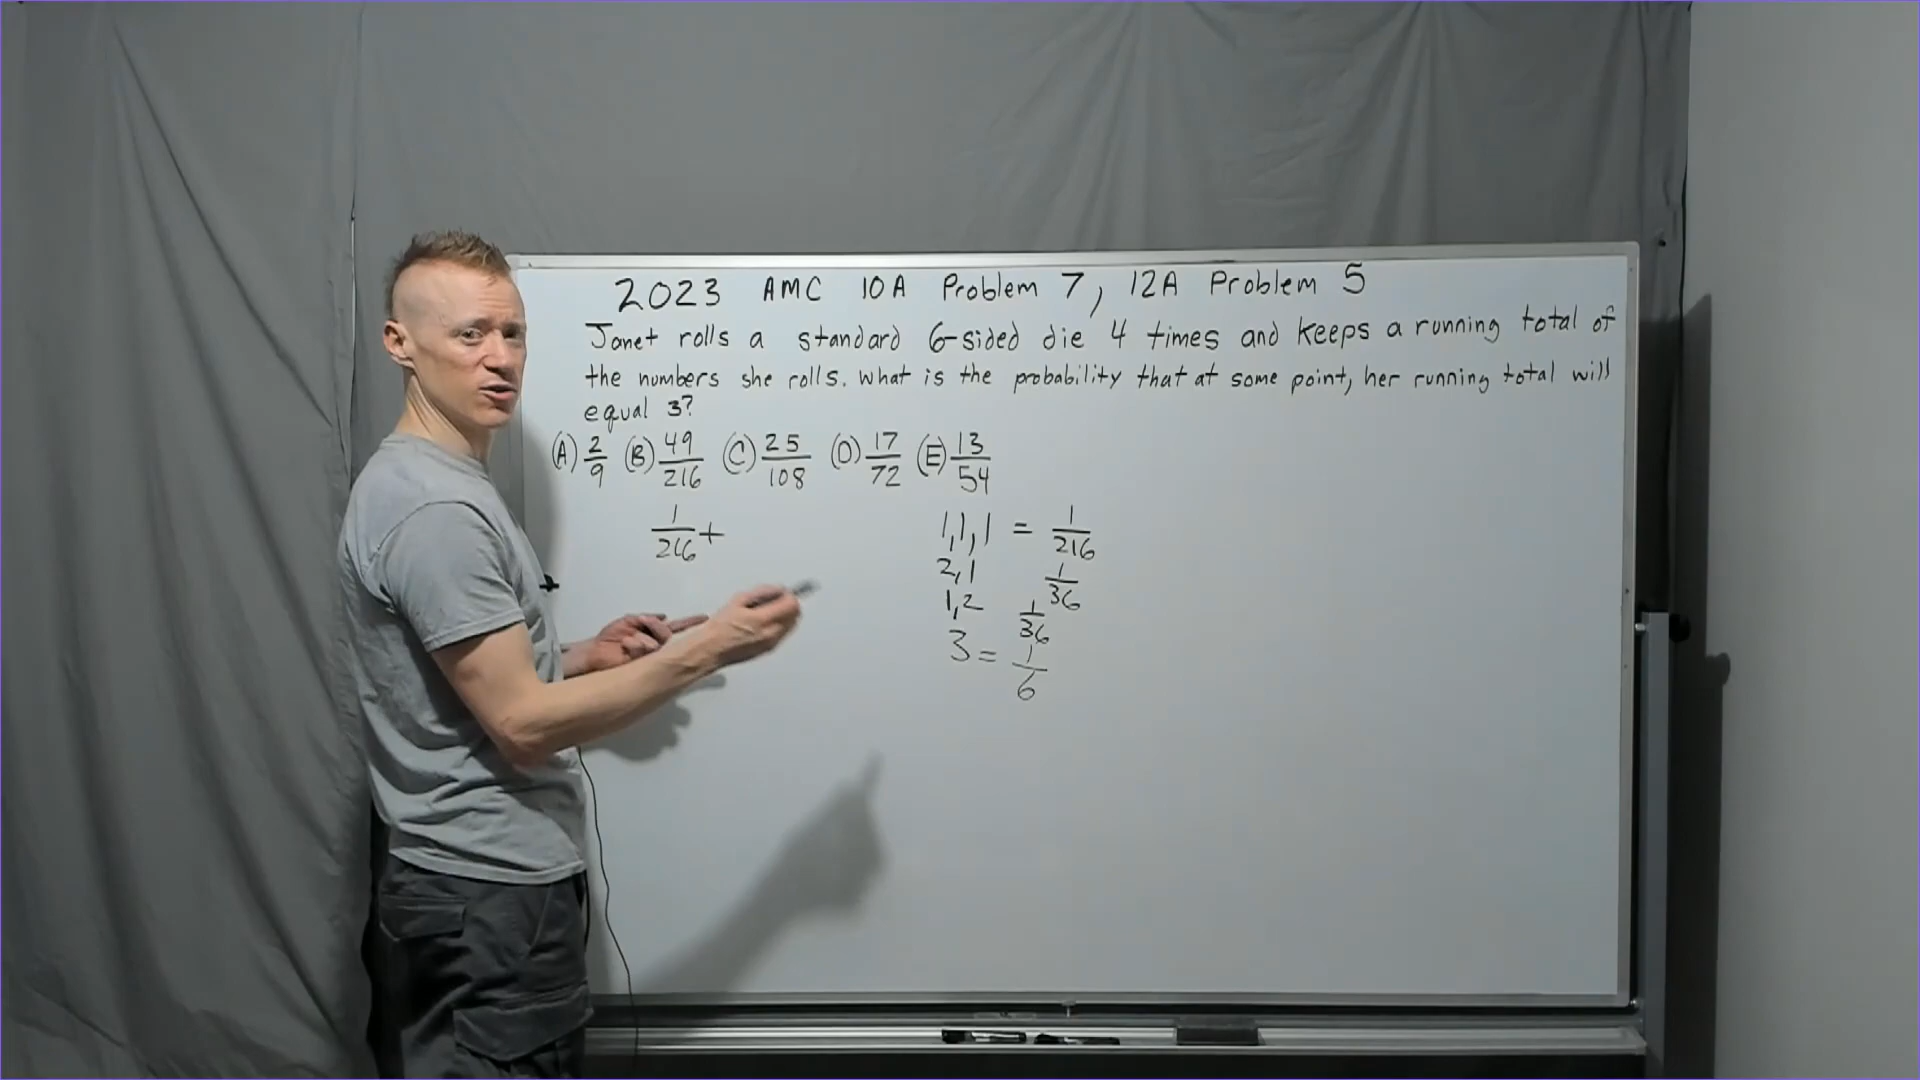 2023 AMC 10A Problem 7, 12A Problem 5
Janet rolls a standard 6-sided die 4 times and keeps a running total of
the numbers she rolls. What is the probability that at some point, her running total will
equal 3?
(A) 2/9 (B) 49/216 (C) 25/108 (D) 17/72 (E) 13/54
1/216 +
1,1,1 = 1/216
2,1 1/36
1,2 1/36
3 = 1/6